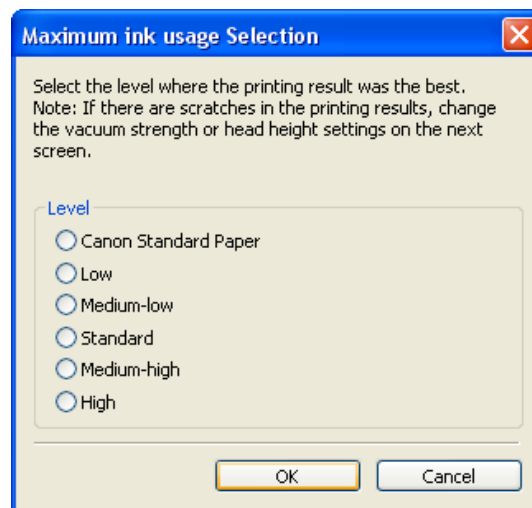 Maximum ink usage Selection
Select the level where the printing result was the best.
Note: If there are scratches in the printing results, change
the vacuum strength or head height settings on the next
screen.
Level
Canon Standard Paper
Low
Medium-low
Standard
Medium-high
High
OK
Cancel